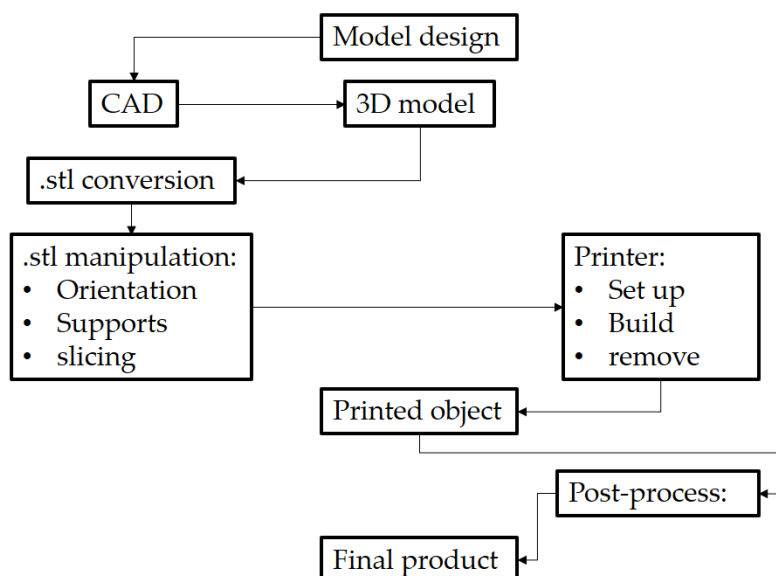 Model design
CAD
3D model
.stl conversion
.stl manipulation:
• Orientation
• Supports
• slicing
Printer:
• Set up
• Build
• remove
Printed object
Post-process:
Final product